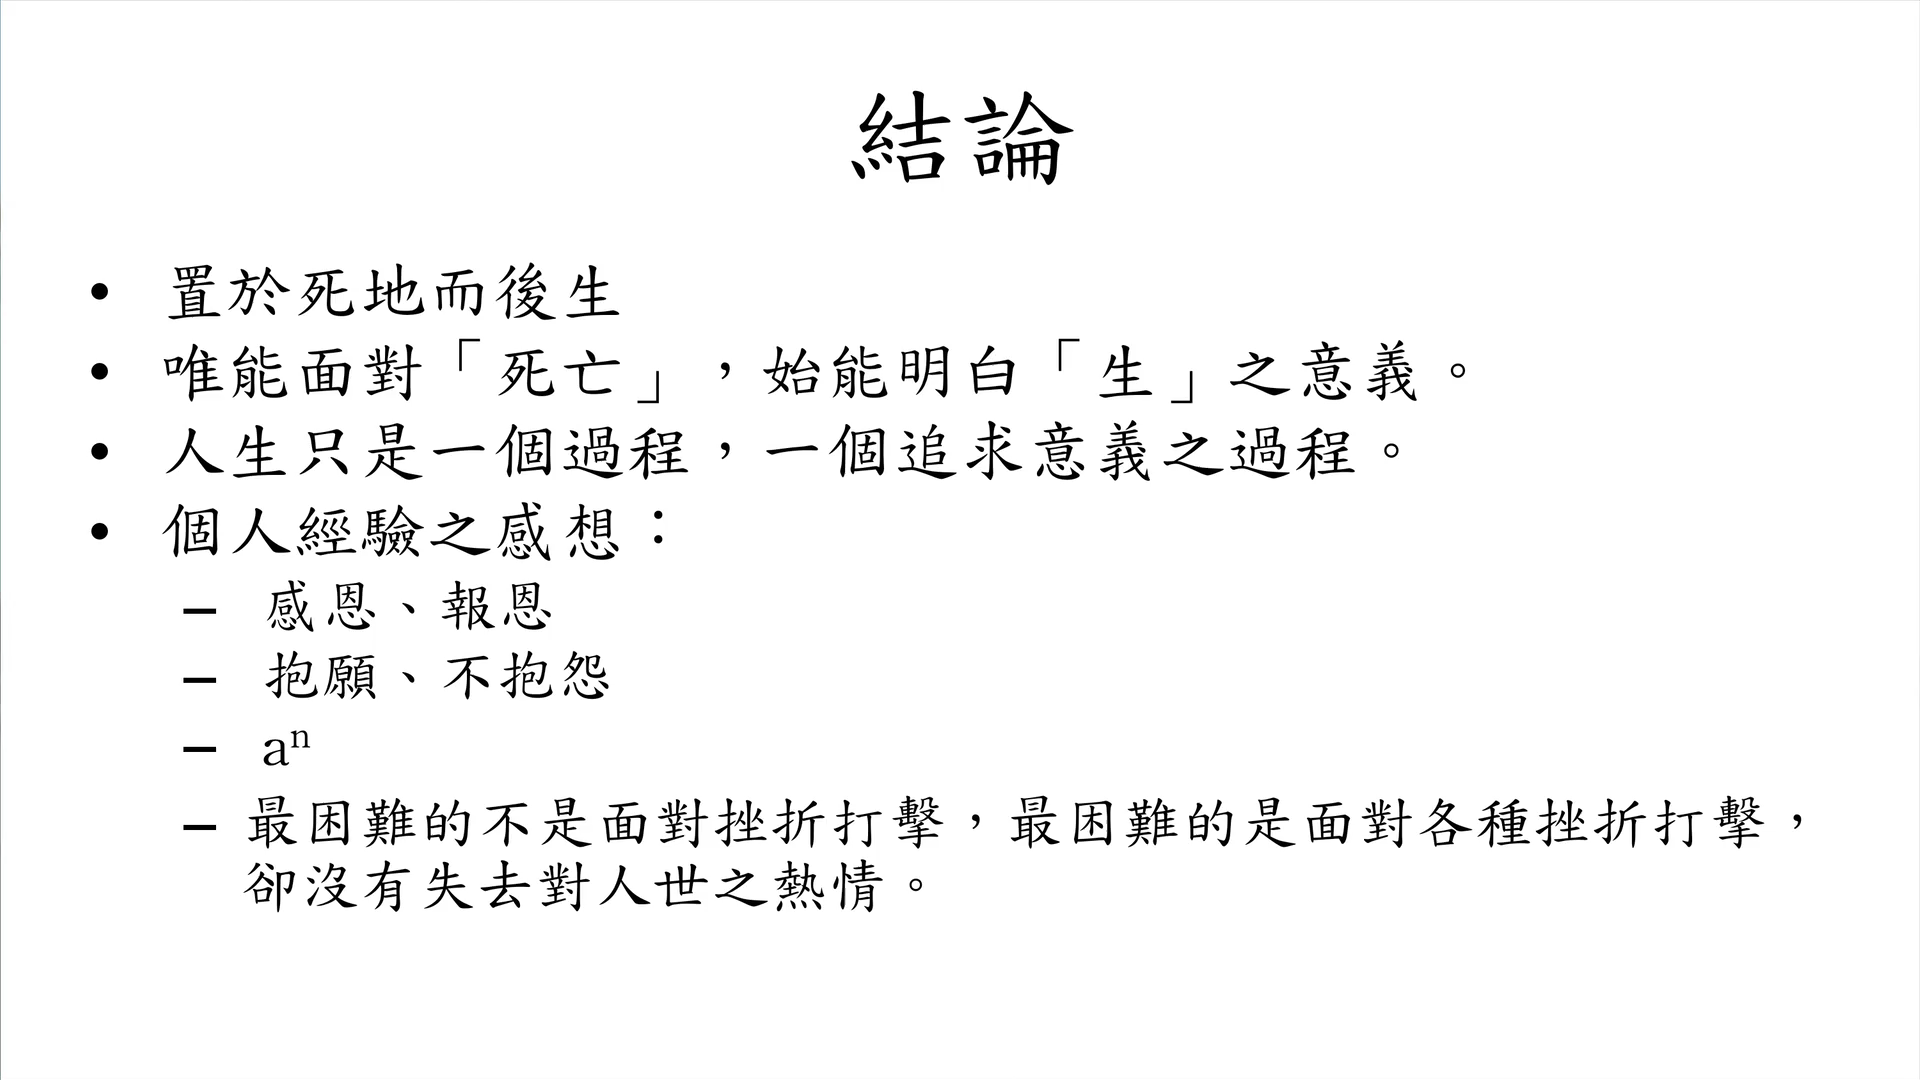 結論
• 置於死地而後生
• 唯能面對「死亡」，始能明白「生」之意義。
• 人生只是一個過程，一個追求意義之過程。
• 個人經驗之感想：
– 感恩、報恩
– 抱願、不抱怨
– aⁿ
– 最困難的不是面對挫折打擊，最困難的是面對各種挫折打擊，
卻沒有失去對人世之熱情。